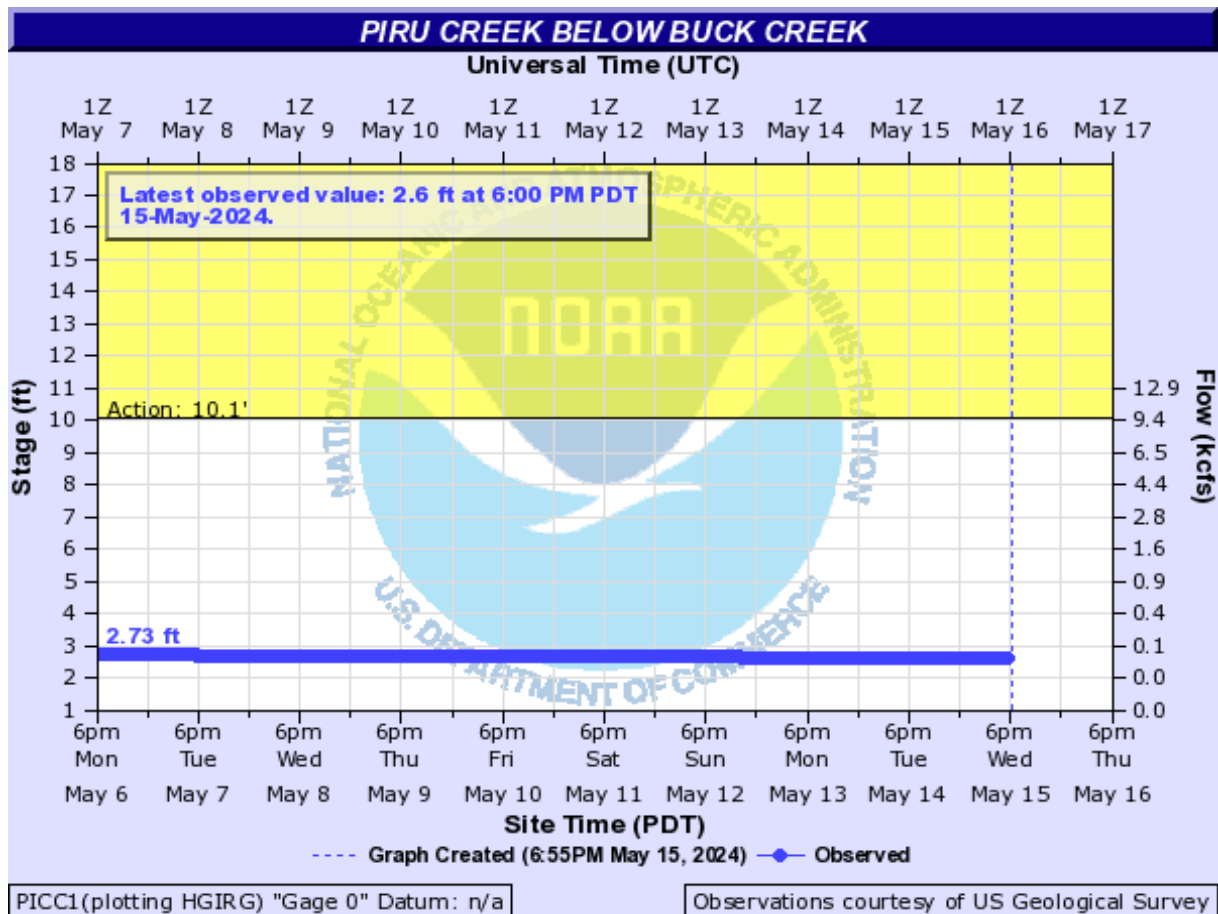 PIRU CREEK BELOW BUCK CREEK
Universal Time (UTC)
1Z 1Z 1Z 1Z 1Z 1Z 1Z 1Z 1Z 1Z 1Z
May 7 May 8 May 9 May 10 May 11 May 12 May 13 May 14 May 15 May 16 May 17
Latest observed value: 2.6 ft at 6:00 PM PDT
15-May-2024.
NATIONAL OCEANIC AND ATMOSPHERIC ADMINISTRATION
NOAA
U.S. DEPARTMENT OF COMMERCE
Stage (ft)
18
17
16
15
14
13
12
11
10
9
8
7
6
5
4
3
2
1
Action: 10.1'
2.73 ft
Flow (kcfs)
12.9
9.4
6.5
4.4
2.8
1.6
0.9
0.4
0.1
0.0
0.0
6pm 6pm 6pm 6pm 6pm 6pm 6pm 6pm 6pm 6pm 6pm
Mon Tue Wed Thu Fri Sat Sun Mon Tue Wed Thu
May 6 May 7 May 8 May 9 May 10 May 11 May 12 May 13 May 14 May 15 May 16
Site Time (PDT)
Graph Created (6:55PM May 15, 2024) Observed
PICC1(plotting HGIRG) "Gage 0" Datum: n/a
Observations courtesy of US Geological Survey